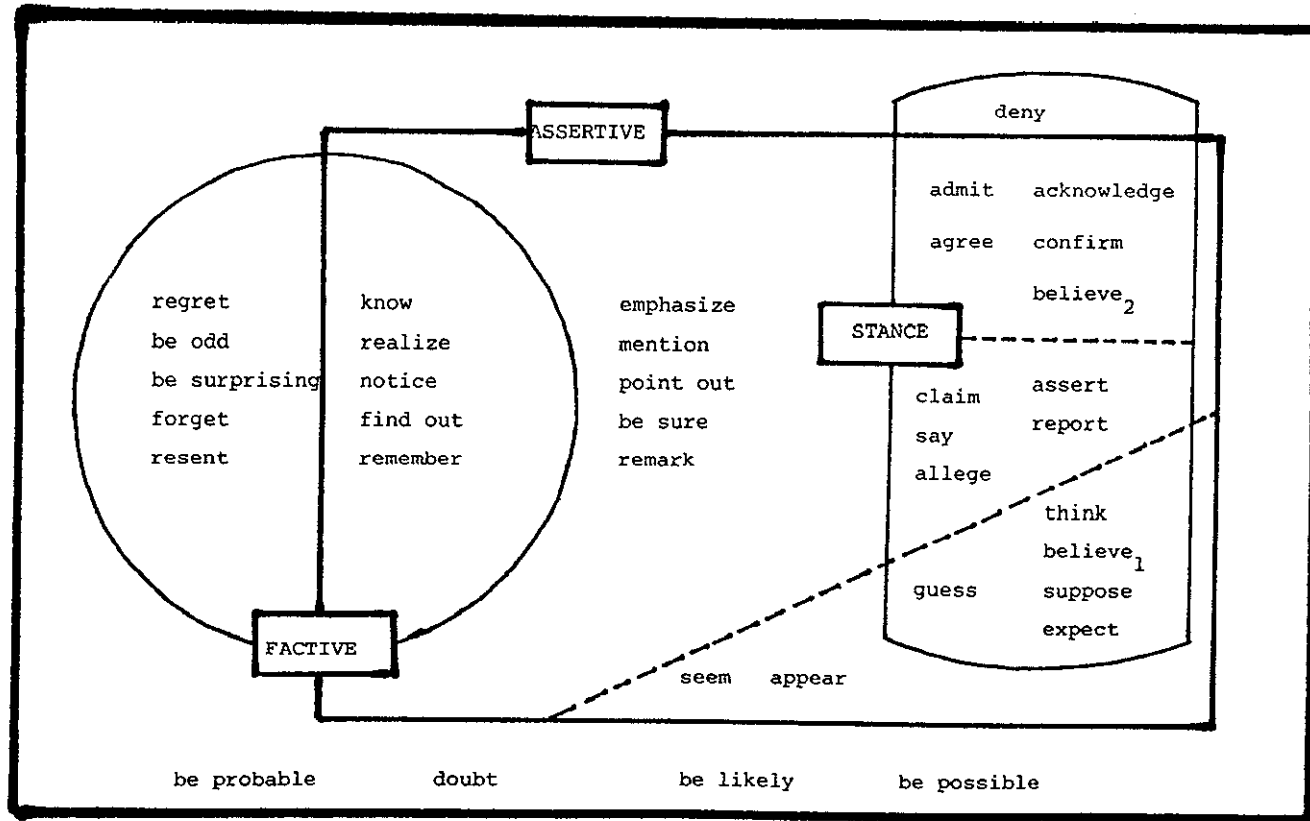 ASSERTIVE
deny
admit acknowledge
agree confirm
believe2
regret know emphasize
STANCE
be odd realize mention
be surprising notice point out
assert
claim
forget find out be sure
report
say
resent remember remark
allege
think
believe1
guess suppose
expect
FACTIVE
seem appear
be probable doubt be likely be possible